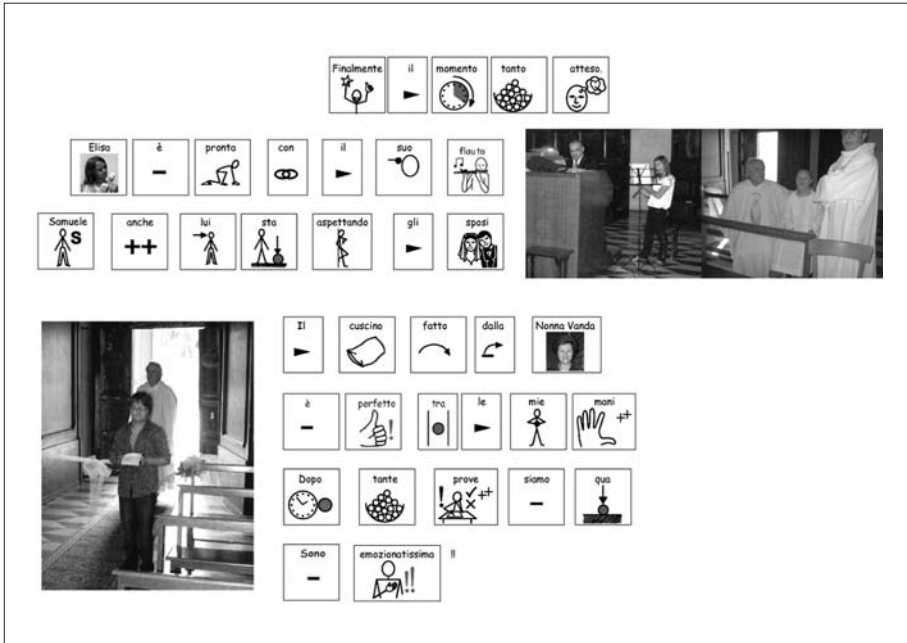 Finalmente il momento tanto atteso.
Elisa è pronta con il suo flauto
Samuele anche lui sta aspettando gli sposi
S
Il cuscino fatto dalla Nonna Vanda
è perfetto tra le mie mani
Dopo tante prove siamo qua
Sono emozionatissima !!